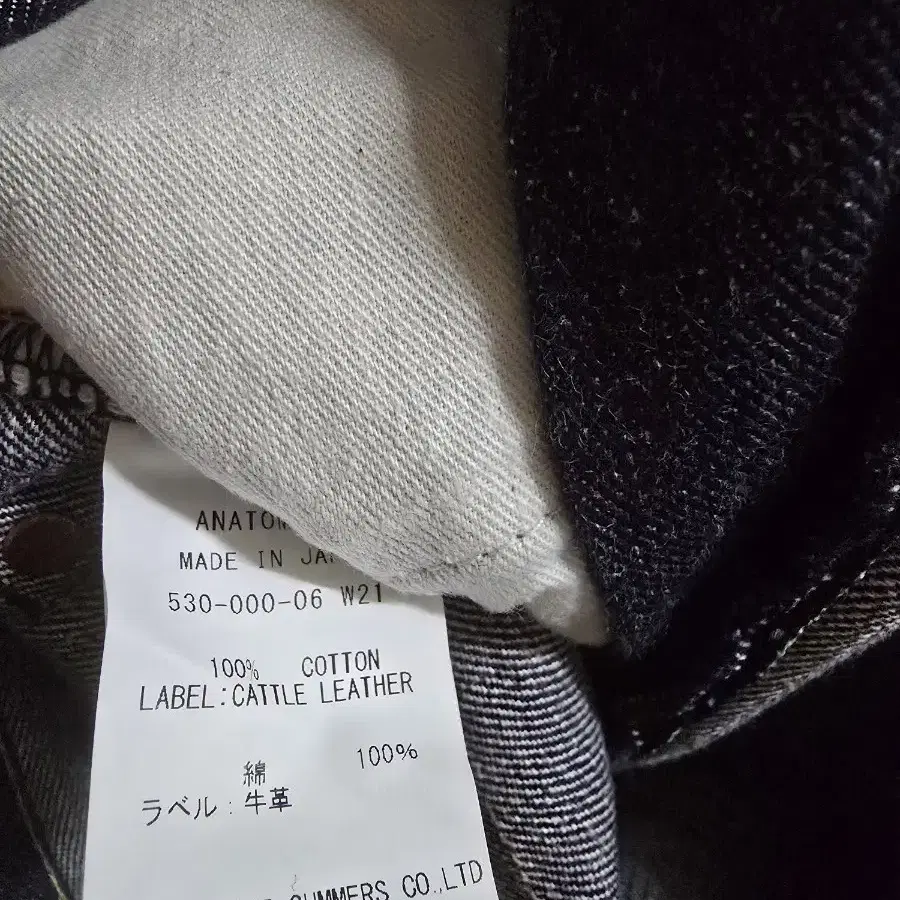 MADE IN
530-000-06 W21
100% COTTON
LABEL:CATTLE LEATHER
綿 100%
ラベル:牛革
SUMMERS CO.,LTD